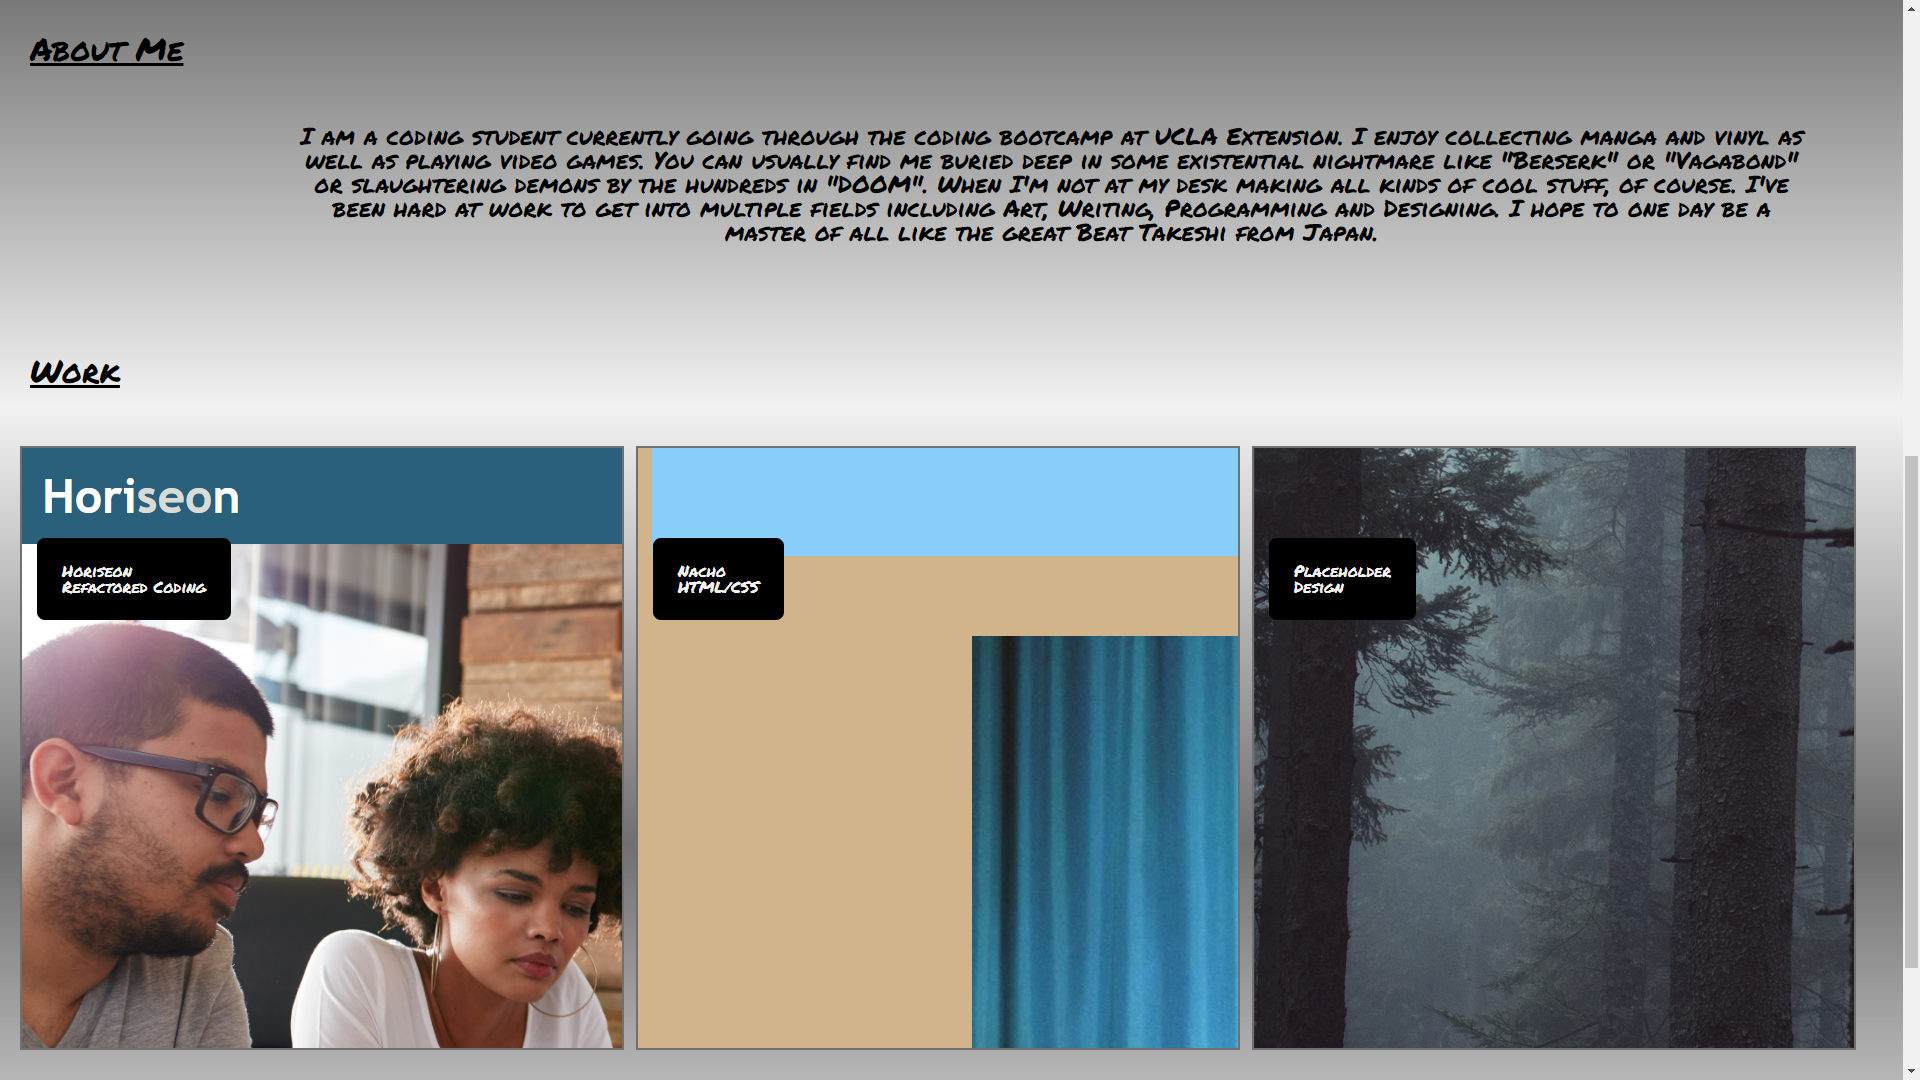 About Me
I am a coding student currently going through the coding bootcamp at UCLA Extension. I enjoy collecting manga and vinyl as
well as playing video games. You can usually find me buried deep in some existential nightmare like "Berserk" or "Vagabond"
or slaughtering demons by the hundreds in "DOOM". When I'm not at my desk making all kinds of cool stuff, of course. I've
been hard at work to get into multiple fields including Art, Writing, Programming and Designing. I hope to one day be a
master of all like the great Beat Takeshi from Japan.
Work
Horiseon
Horiseon
Refactored Coding
Nacho
HTML/CSS
Placeholder
Design